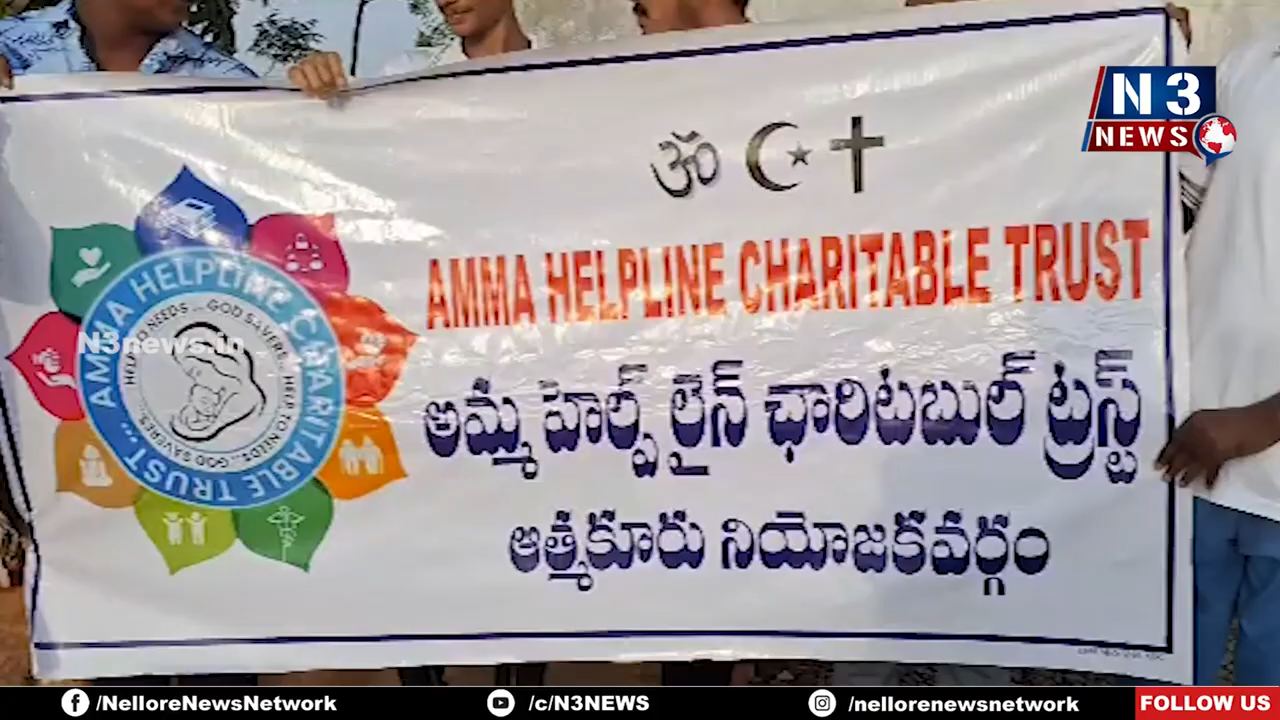 N3
NEWS
AMMA HELPLINE CHARITABLE TRUST
అమ్మ హెల్ప్ లైన్ ఛారిటబుల్ ట్రస్ట్
ఆత్మకూరు నియోజకవర్గం
AMMA HELPLINE CHARITABLE TRUST ...
N3news.in
/NelloreNewsNetwork
/c/N3NEWS
/nellorenewsnetwork
FOLLOW US